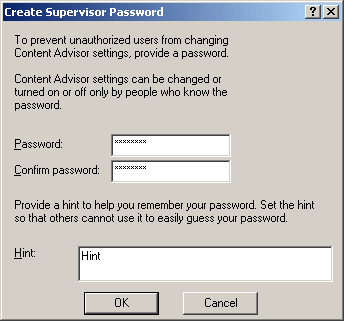 Create Supervisor Password
To prevent unauthorized users from changing
Content Advisor settings, provide a password.
Content Advisor settings can be changed or
turned on or off only by people who know the
password.
Password: xxxxxxxx
Confirm password: xxxxxxxx
Provide a hint to help you remember your password. Set the hint
so that others cannot use it to easily guess your password.
Hint: Hint
OK Cancel